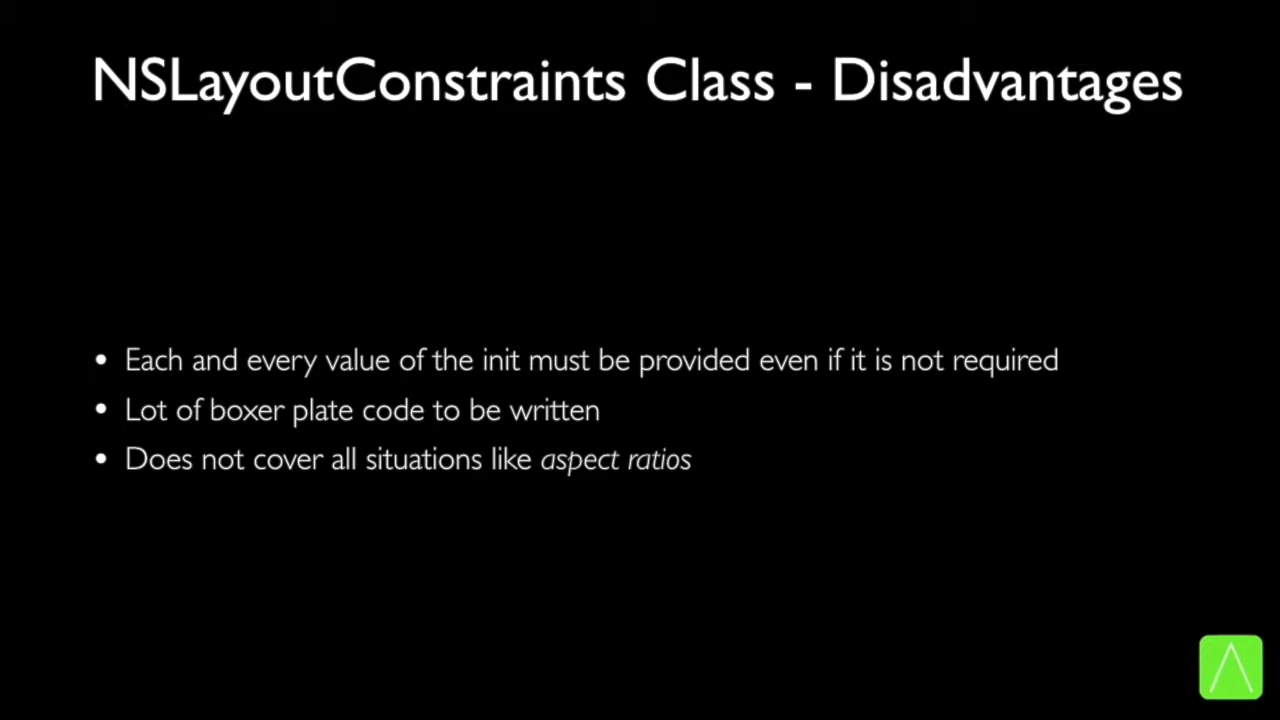 NSLayoutConstraints Class - Disadvantages
• Each and every value of the init must be provided even if it is not required
• Lot of boxer plate code to be written
• Does not cover all situations like aspect ratios